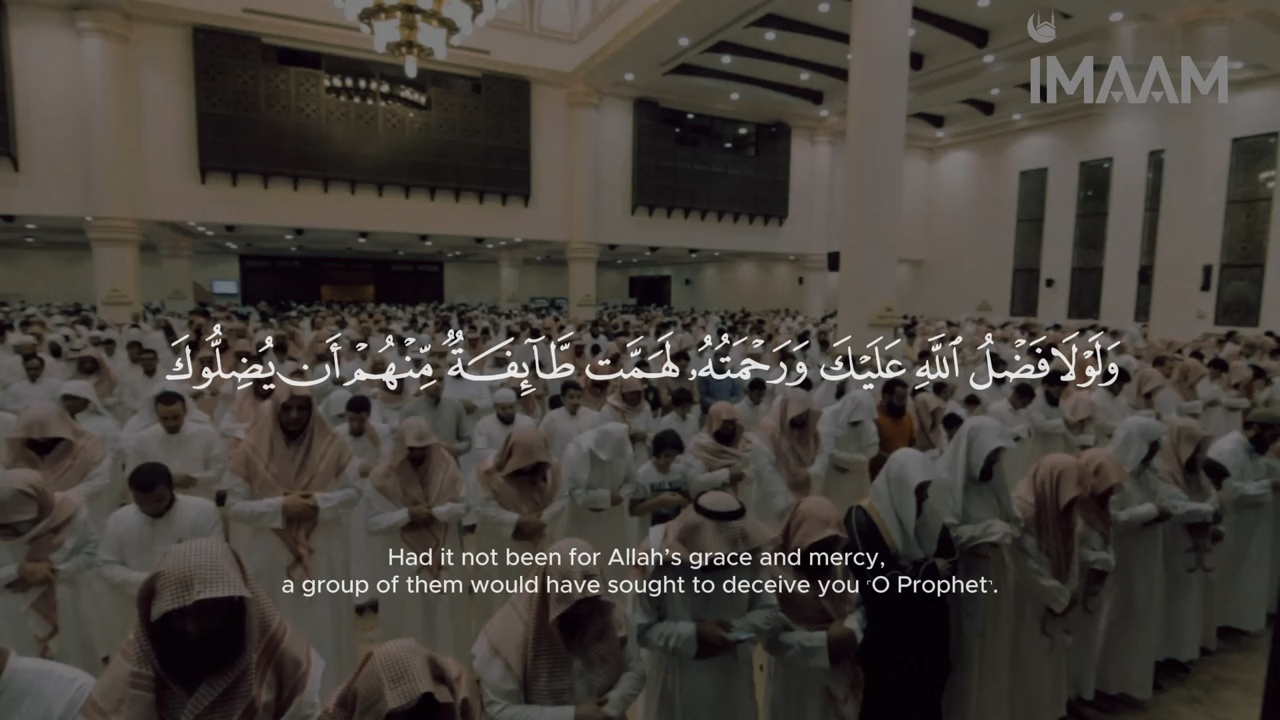 IMAAM
وَلَوْلَا فَضْلُ ٱللَّهِ عَلَيْكَ وَرَحْمَتُهُۥ لَهَمَّت طَّآئِفَةٌ مِّنْهُمْ أَن يُضِلُّوكَ
Had it not been for Allah’s grace and mercy,
a group of them would have sought to deceive you ˹O Prophet˺.